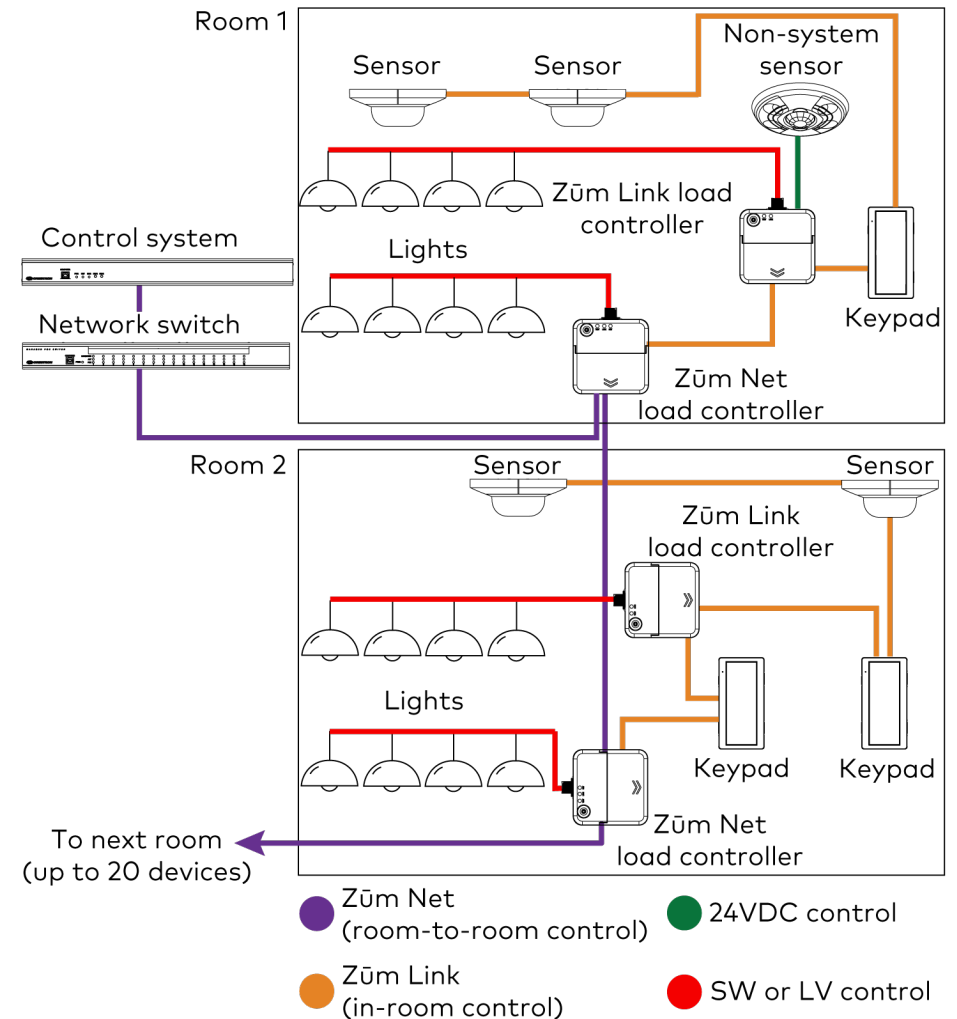 Room 1
Non-system
sensor
Sensor
Sensor
Zūm Link load
controller
Control system
Lights
Network switch
Keypad
Zūm Net
load controller
Room 2
Sensor
Sensor
Zūm Link
load controller
Lights
Keypad
Keypad
To next room
(up to 20 devices)
Zūm Net
load controller
Zūm Net
(room-to-room control)
24VDC control
Zūm Link
(in-room control)
SW or LV control